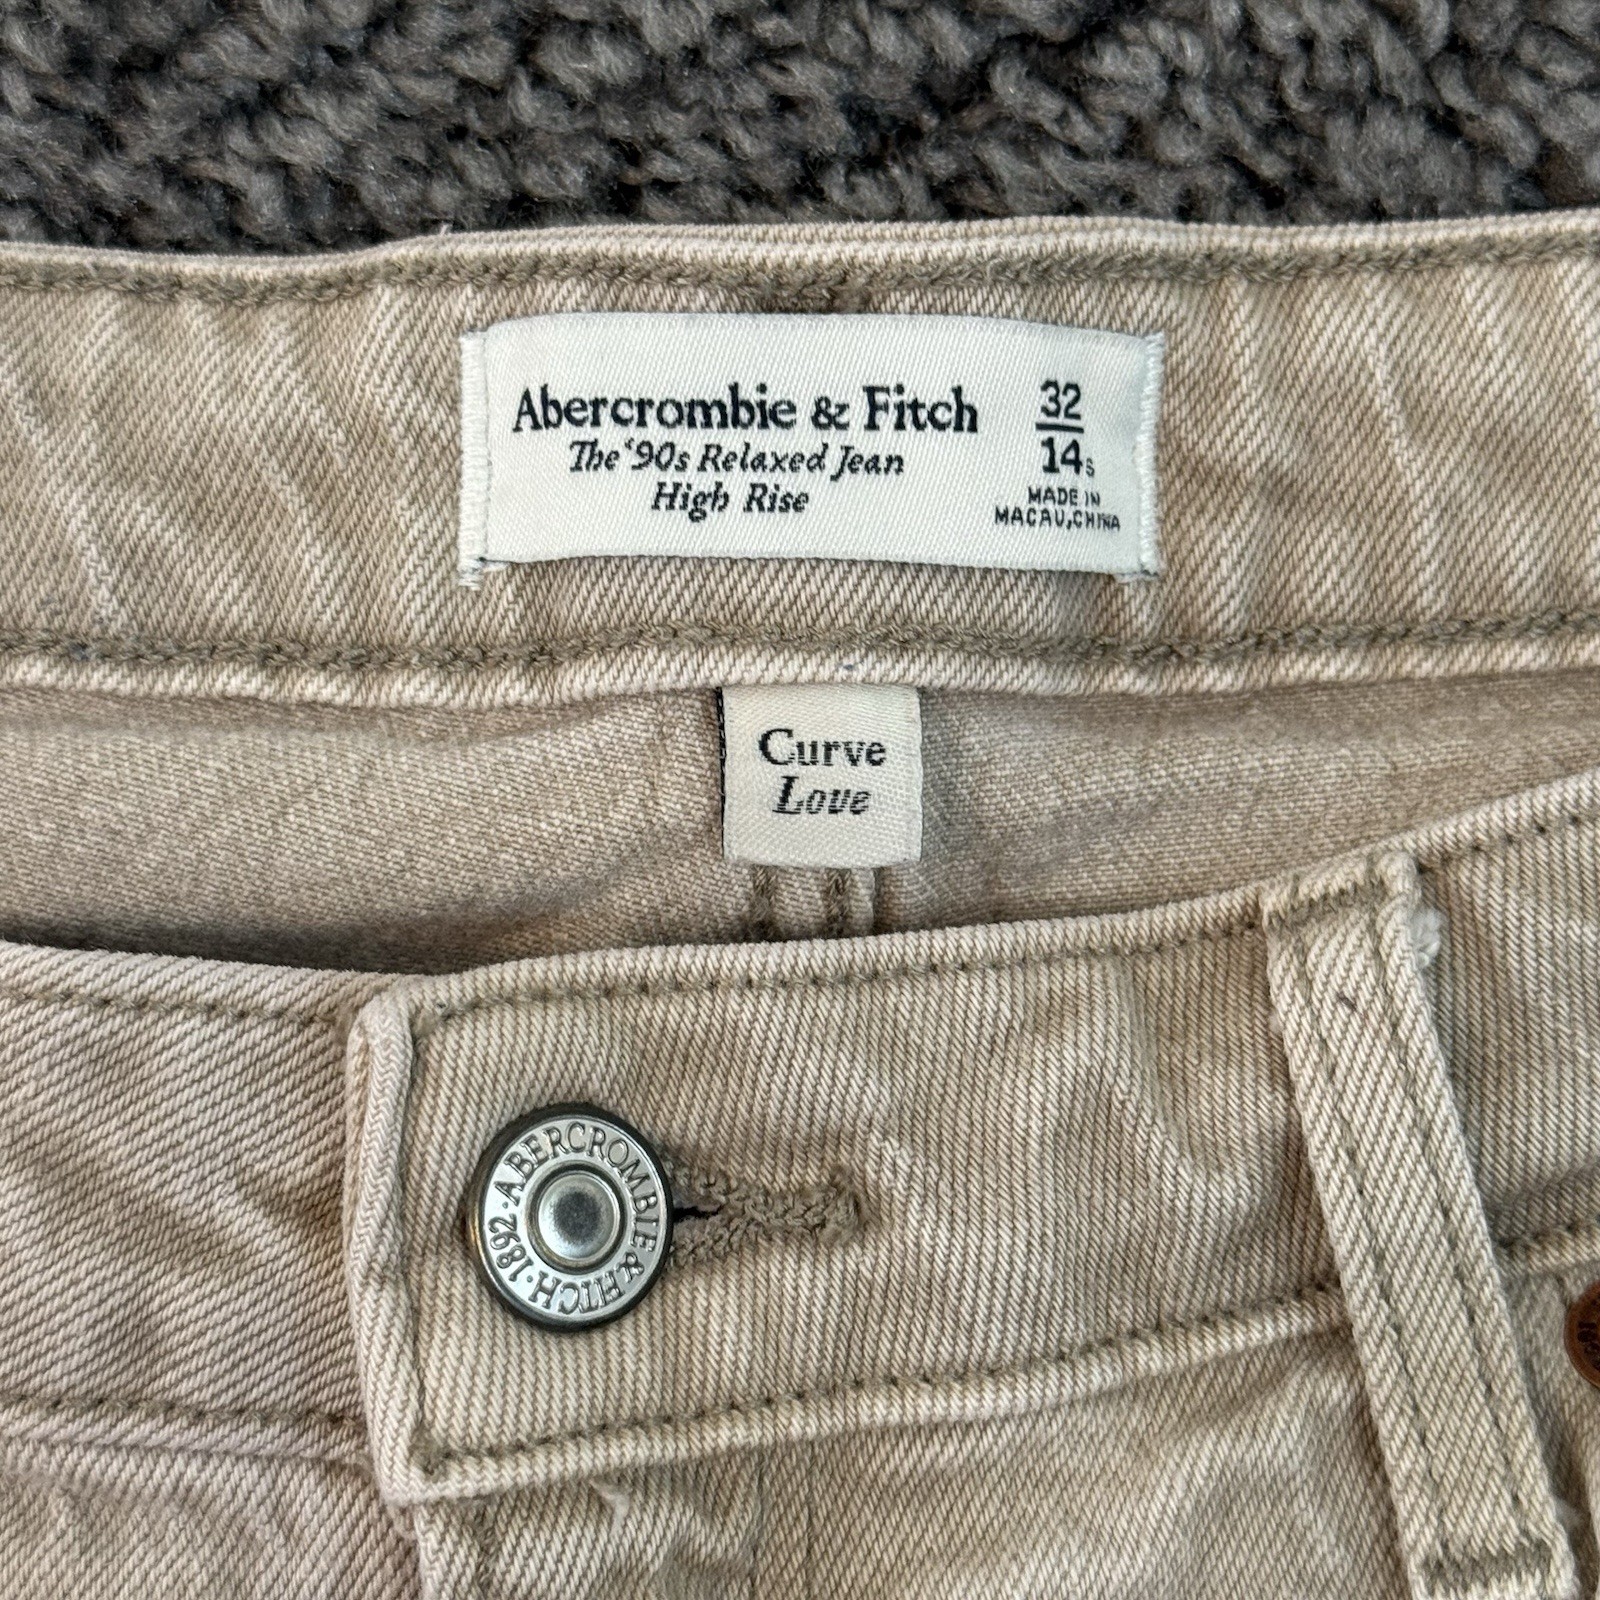 Abercrombie & Fitch
The '90s Relaxed Jean
High Rise
32
14s
MADE IN
MACAU,CHINA
Curve
Love
·ABERCROMBIE & FITCH·1892